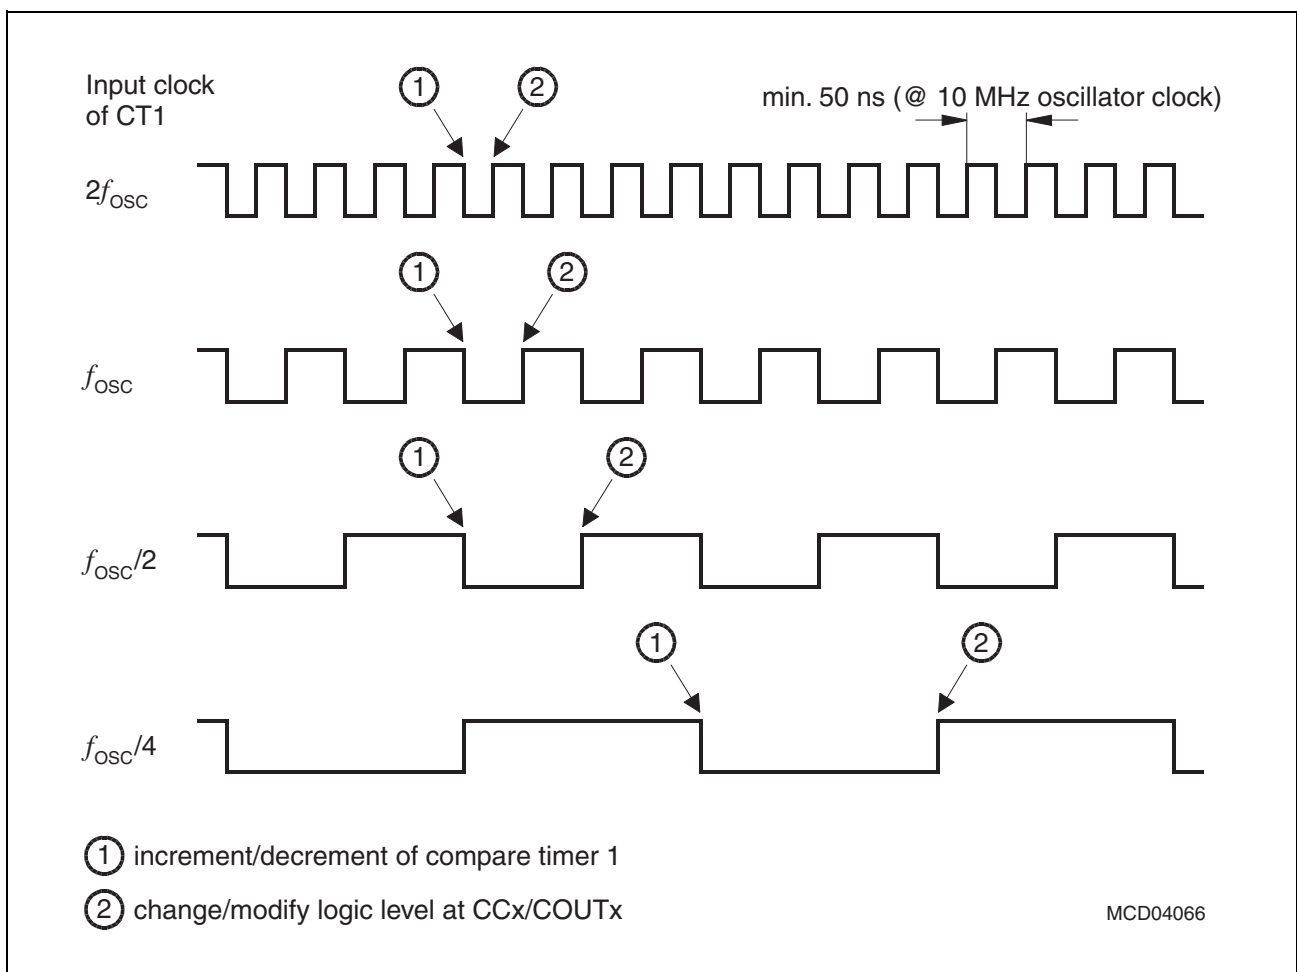 Input clock
of CT1
1
2
min. 50 ns (@ 10 MHz oscillator clock)
2fOSC
1
2
fOSC
1
2
fOSC/2
1
2
fOSC/4
1 increment/decrement of compare timer 1
2 change/modify logic level at CCx/COUTx
MCD04066